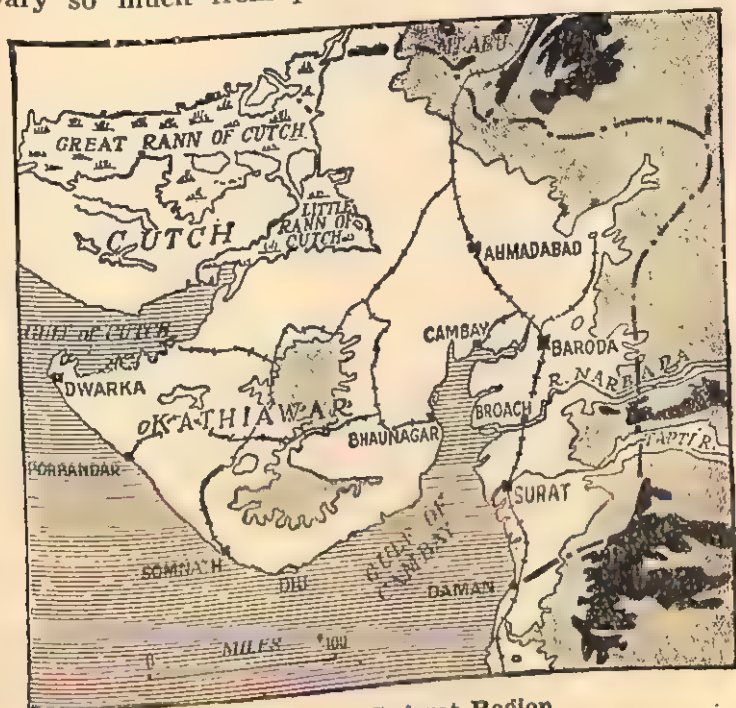 so much from
MT ABU
GREAT RANN OF CUTCH
LITTLE
RANN OF
CUTCH
CUTCH
AHMADABAD
GULF OF CUTCH
CAMBAY
BARODA
DWARKA
R. NARBADA
KATHIAWAR
BROACH
BHAUNAGAR
TAPTI R.
PORBANDAR
SURAT
GULF OF
CAMBAY
SOMNATH
DIU
DAMAN
MILES
0 100
Region